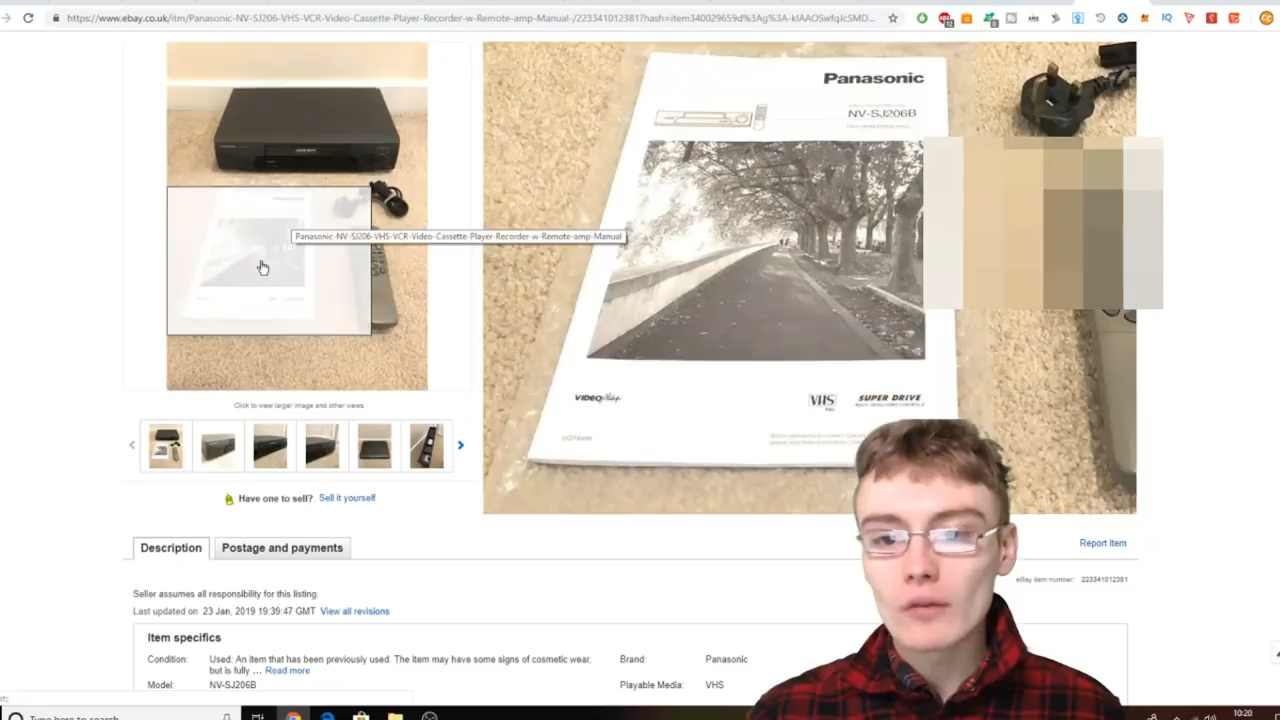 https://www.ebay.co.uk/itm/Panasonic-NV-SJ206-VHS-VCR-Video-Cassette-Player-Recorder-w-Remote-amp-Manual-/223341012381?hash=item340029659d%3Ag%3A-kIAAOSwfqJcSMD...
Panasonic
NV-SJ206B
Panasonic-NV-SJ206-VHS-VCR-Video-Cassette-Player-Recorder-w-Remote-amp-Manual
VIDEO Plus+
VHS
SUPER DRIVE
Click to view larger image and other views
Have one to sell? Sell it yourself
Description
Postage and payments
Report item
Seller assumes all responsibility for this listing.
eBay item number: 223341012381
Last updated on 23 Jan, 2019 19:39:47 GMT View all revisions
Item specifics
Condition: Used: An item that has been previously used. The item may have some signs of cosmetic wear,
but is fully ... Read more
Brand: Panasonic
Model: NV-SJ206B
Playable Media: VHS
Type here to search
10:20